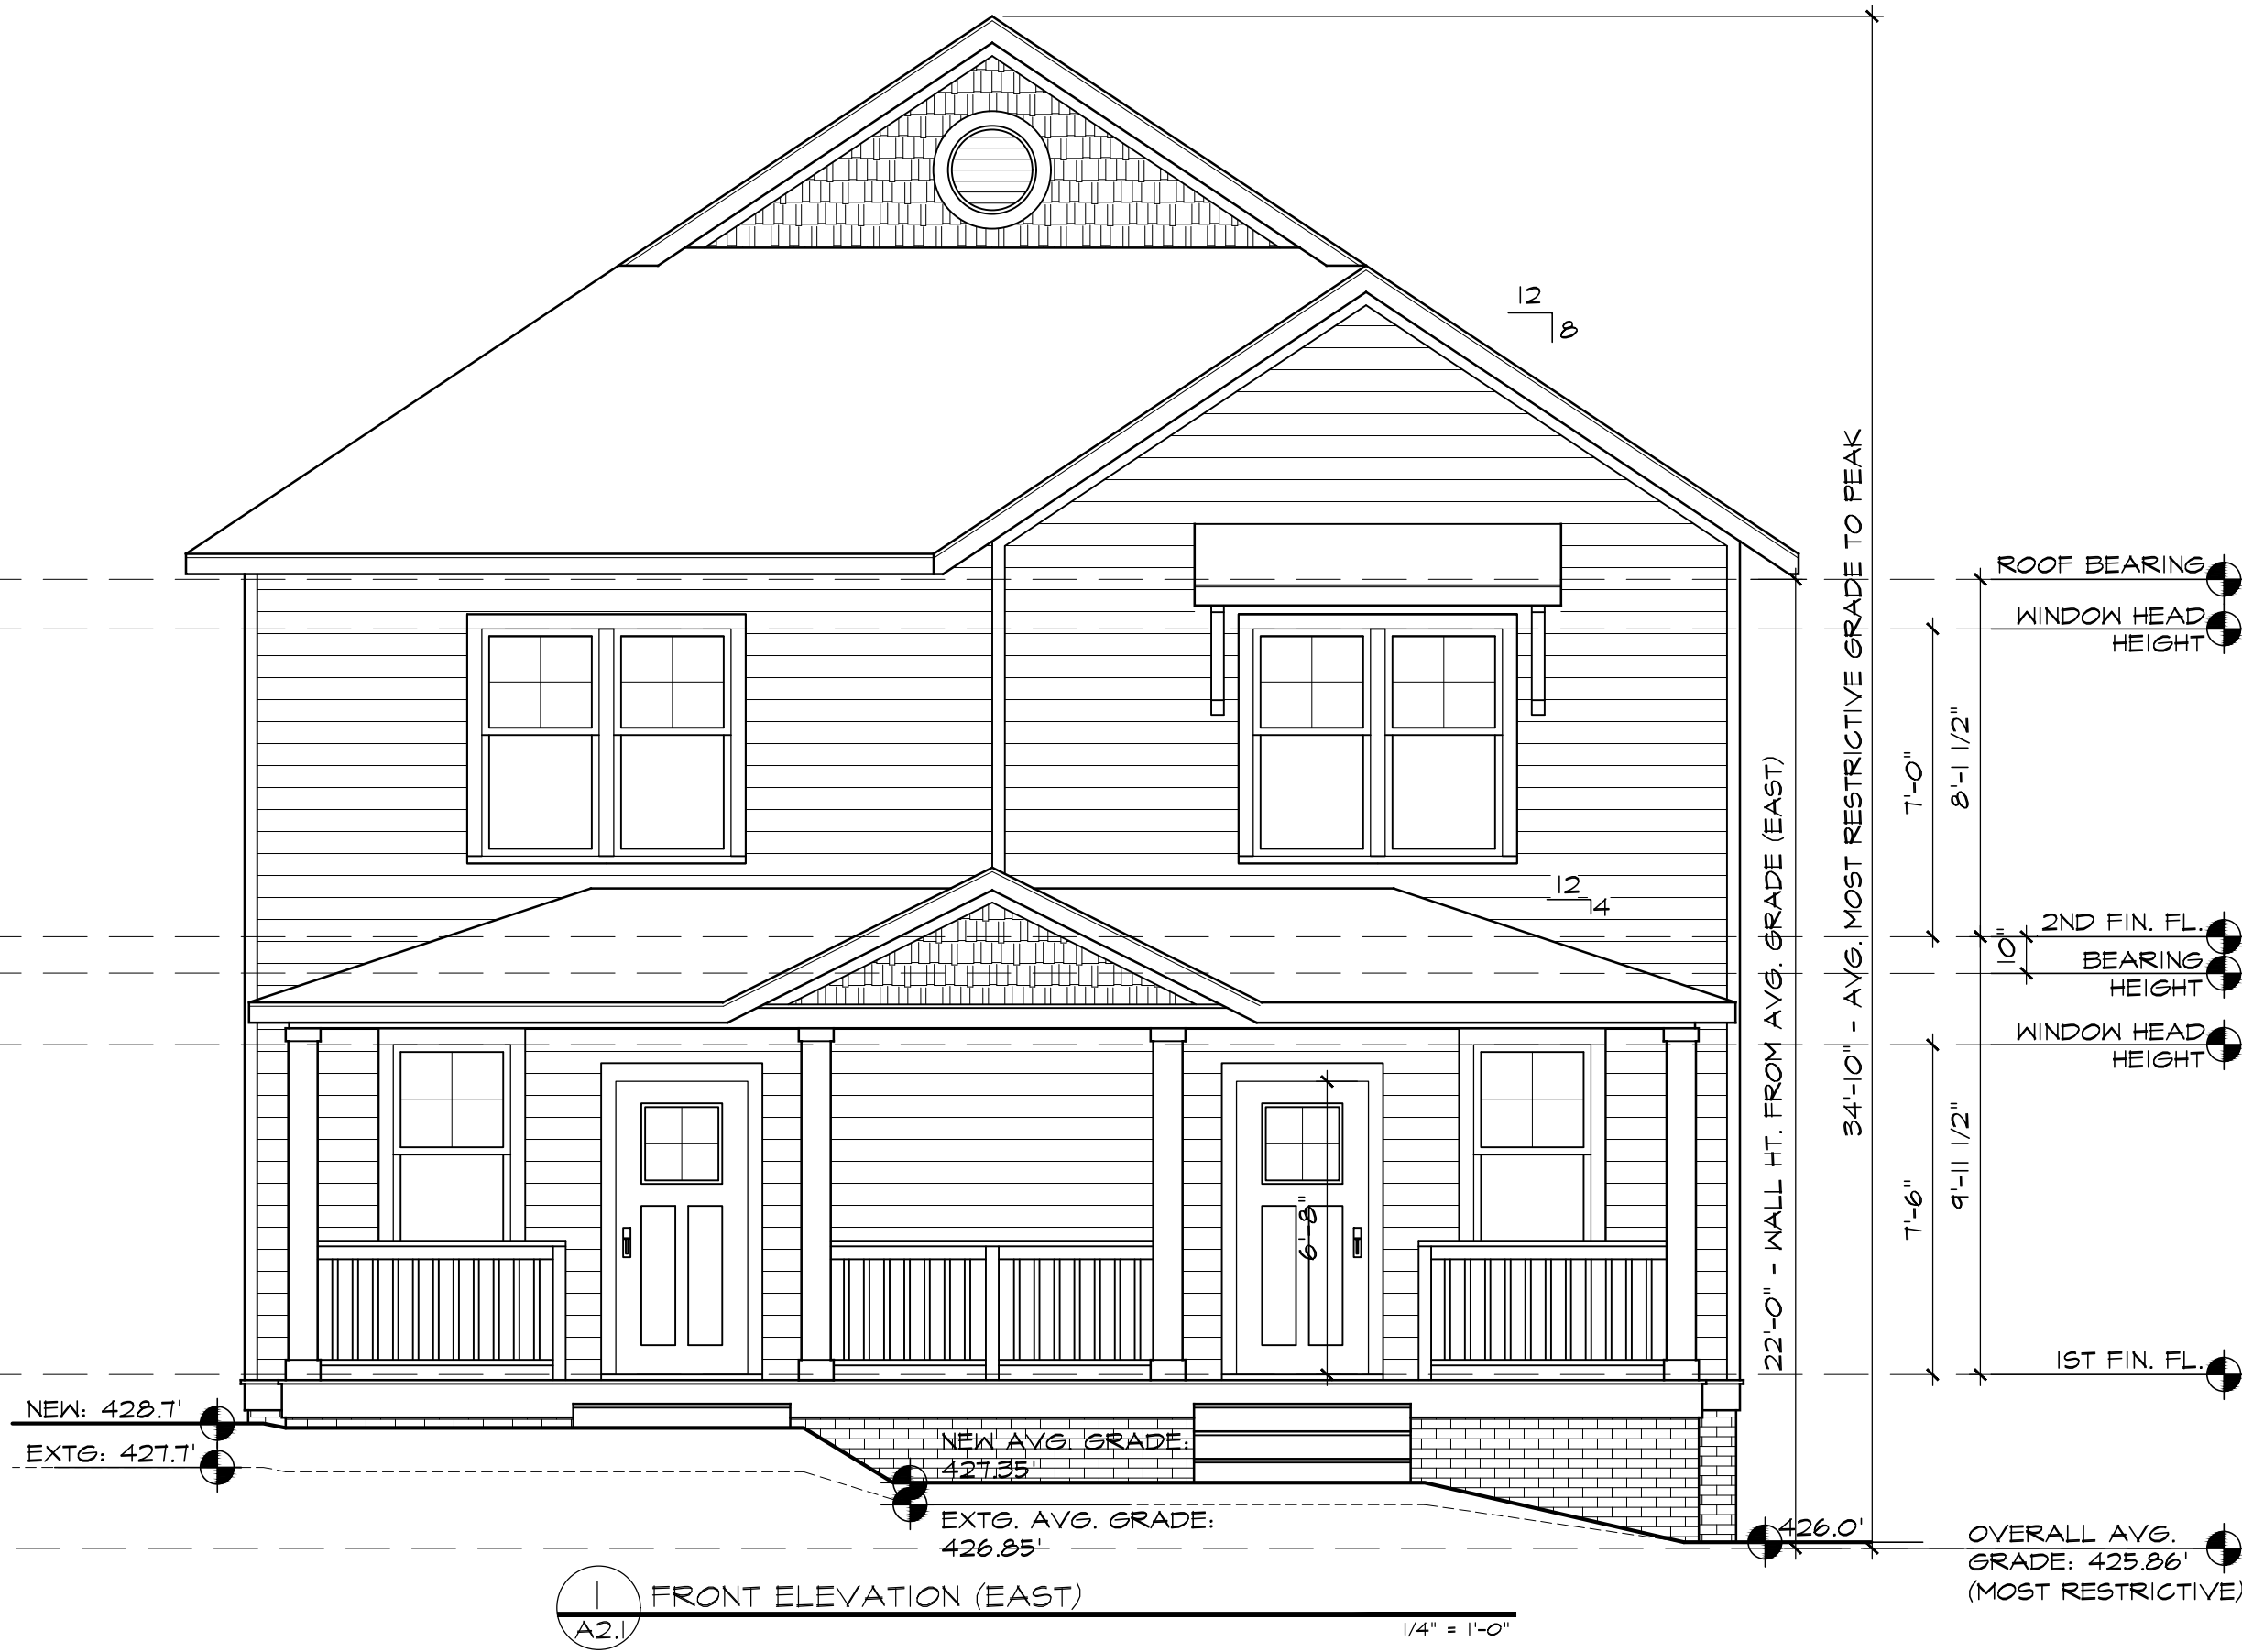 12
8
ROOF BEARING
WINDOW HEAD
HEIGHT
34'-10" - AVG. MOST RESTRICTIVE GRADE TO PEAK
22'-0" - WALL HT. FROM AVG. GRADE (EAST)
7'-0"
8'-1 1/2"
12
4
2ND FIN. FL.
10"
BEARING
HEIGHT
WINDOW HEAD
HEIGHT
6'-8"
7'-6"
9'-11 1/2"
1ST FIN. FL.
NEW: 428.7'
EXTG: 427.7'
NEW AVG. GRADE:
427.35'
EXTG. AVG. GRADE:
426.85'
426.0'
OVERALL AVG.
GRADE: 425.86'
(MOST RESTRICTIVE)
1
A2.1
FRONT ELEVATION (EAST)
1/4" = 1'-0"